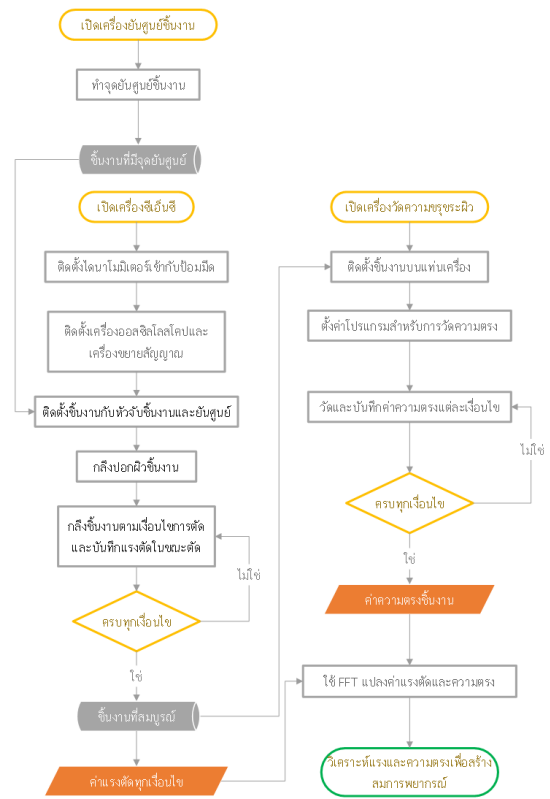 เปิดเครื่องยันศูนย์ชิ้นงาน
ทำจุดยันศูนย์ชิ้นงาน
ชิ้นงานที่มีจุดยันศูนย์
เปิดเครื่องซีเอ็นซี
ติดตั้งไดนาโมมิเตอร์เข้ากับป้อมมีด
ติดตั้งเครื่องออสซิลโลสโคปและ
เครื่องขยายสัญญาณ
ติดตั้งชิ้นงานกับหัวจับชิ้นงานและยันศูนย์
กลึงปอกผิวชิ้นงาน
กลึงชิ้นงานตามเงื่อนไขการตัด
และบันทึกแรงตัดในขณะตัด
ไม่ใช่
ครบทุกเงื่อนไข
ใช่
ชิ้นงานที่สมบูรณ์
ค่าแรงตัดทุกเงื่อนไข
เปิดเครื่องวัดความขรุขระผิว
ติดตั้งชิ้นงานบนแท่นเครื่อง
ตั้งค่าโปรแกรมสำหรับการวัดความตรง
วัดและบันทึกค่าความตรงแต่ละเงื่อนไข
ไม่ใช่
ครบทุกเงื่อนไข
ใช่
ค่าความตรงชิ้นงาน
ใช้ FFT แปลงค่าแรงตัดและความตรง
วิเคราะห์แรงและความตรงเพื่อสร้าง
สมการพยากรณ์